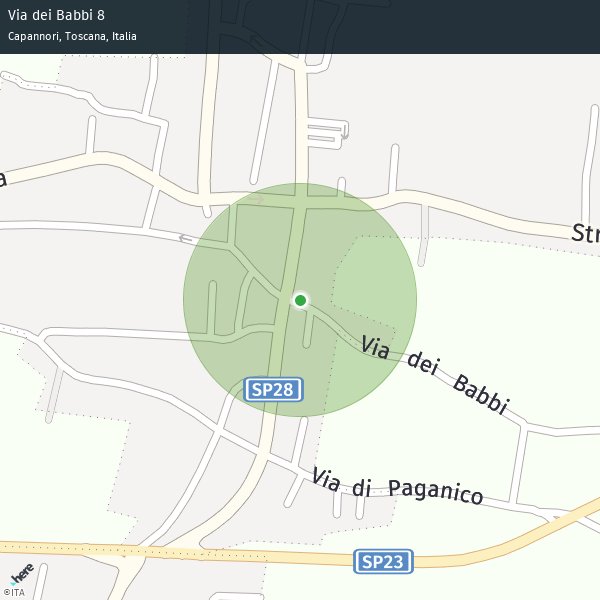 Via dei Babbi 8
Capannori, Toscana, Italia
a
Str
Via dei Babbi
SP28
Via di Paganico
SP23
here
©ITA